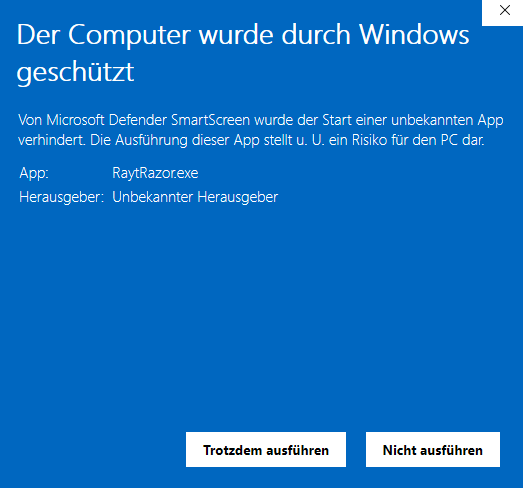 Der Computer wurde durch Windows
geschützt
Von Microsoft Defender SmartScreen wurde der Start einer unbekannten App
verhindert. Die Ausführung dieser App stellt u. U. ein Risiko für den PC dar.
App: RaytRazor.exe
Herausgeber: Unbekannter Herausgeber
Trotzdem ausführen Nicht ausführen